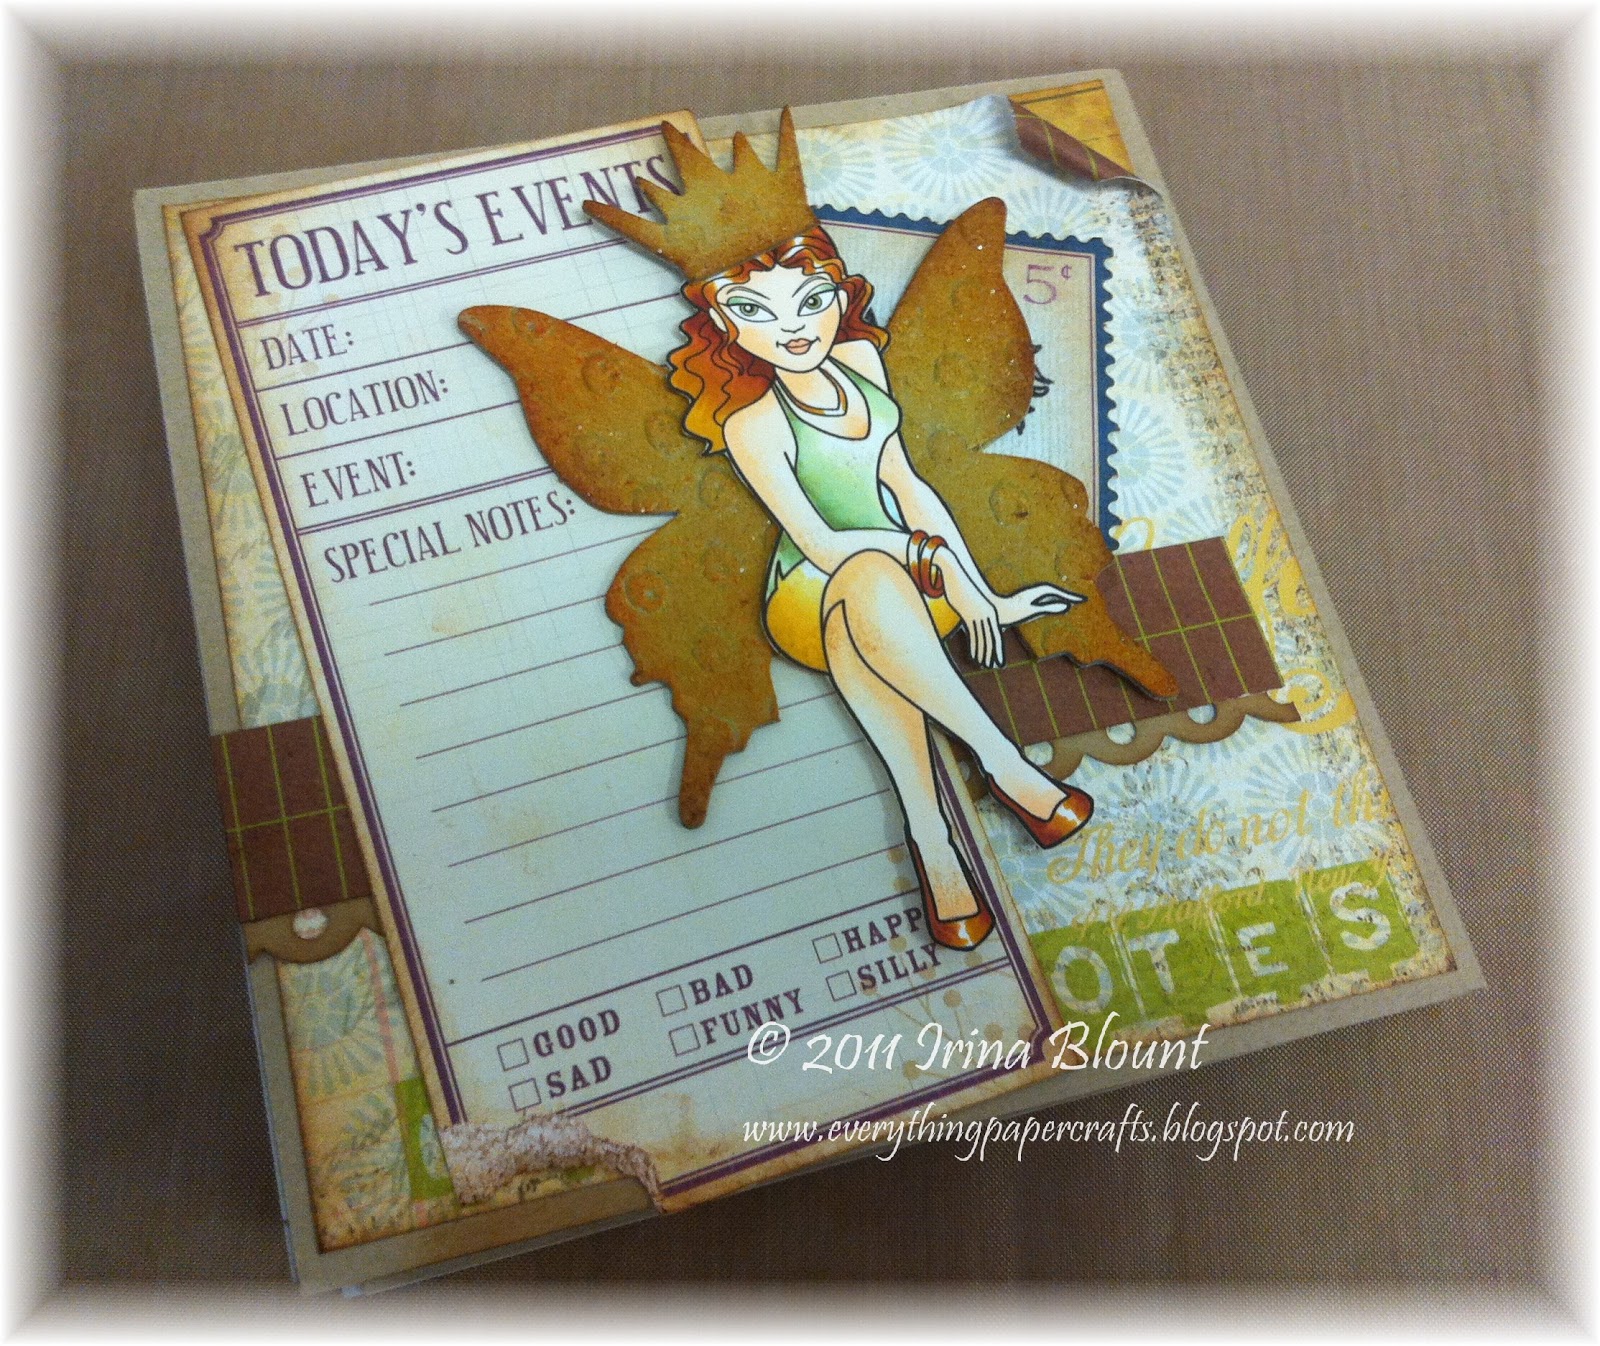 TODAY'S EVENTS
DATE:
LOCATION:
EVENT:
SPECIAL NOTES:
GOOD BAD HAPP
SAD FUNNY SILLY
5¢
They do not thi
OTES
© 2011 Irina Blount
www.everythingpapercrafts.blogspot.com